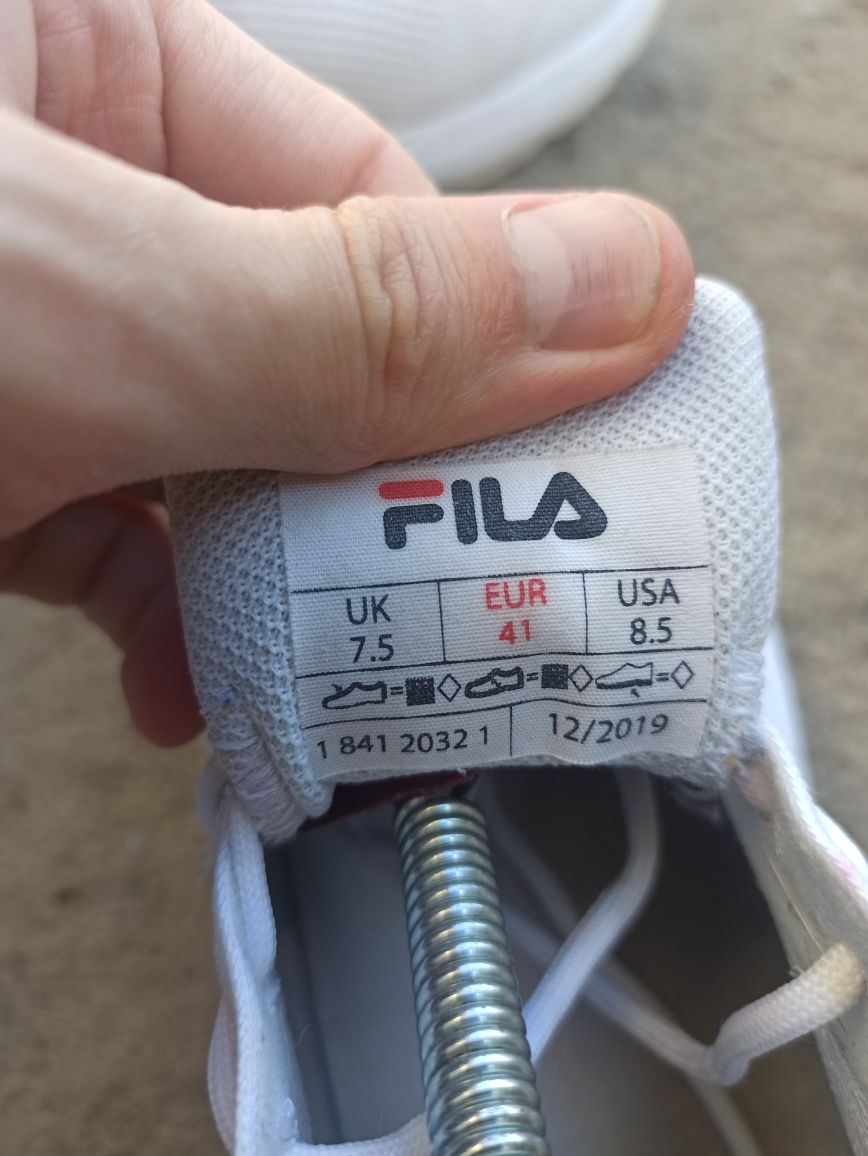 FILA
UK EUR USA
7.5 41 8.5
1 841 2032 1 12/2019